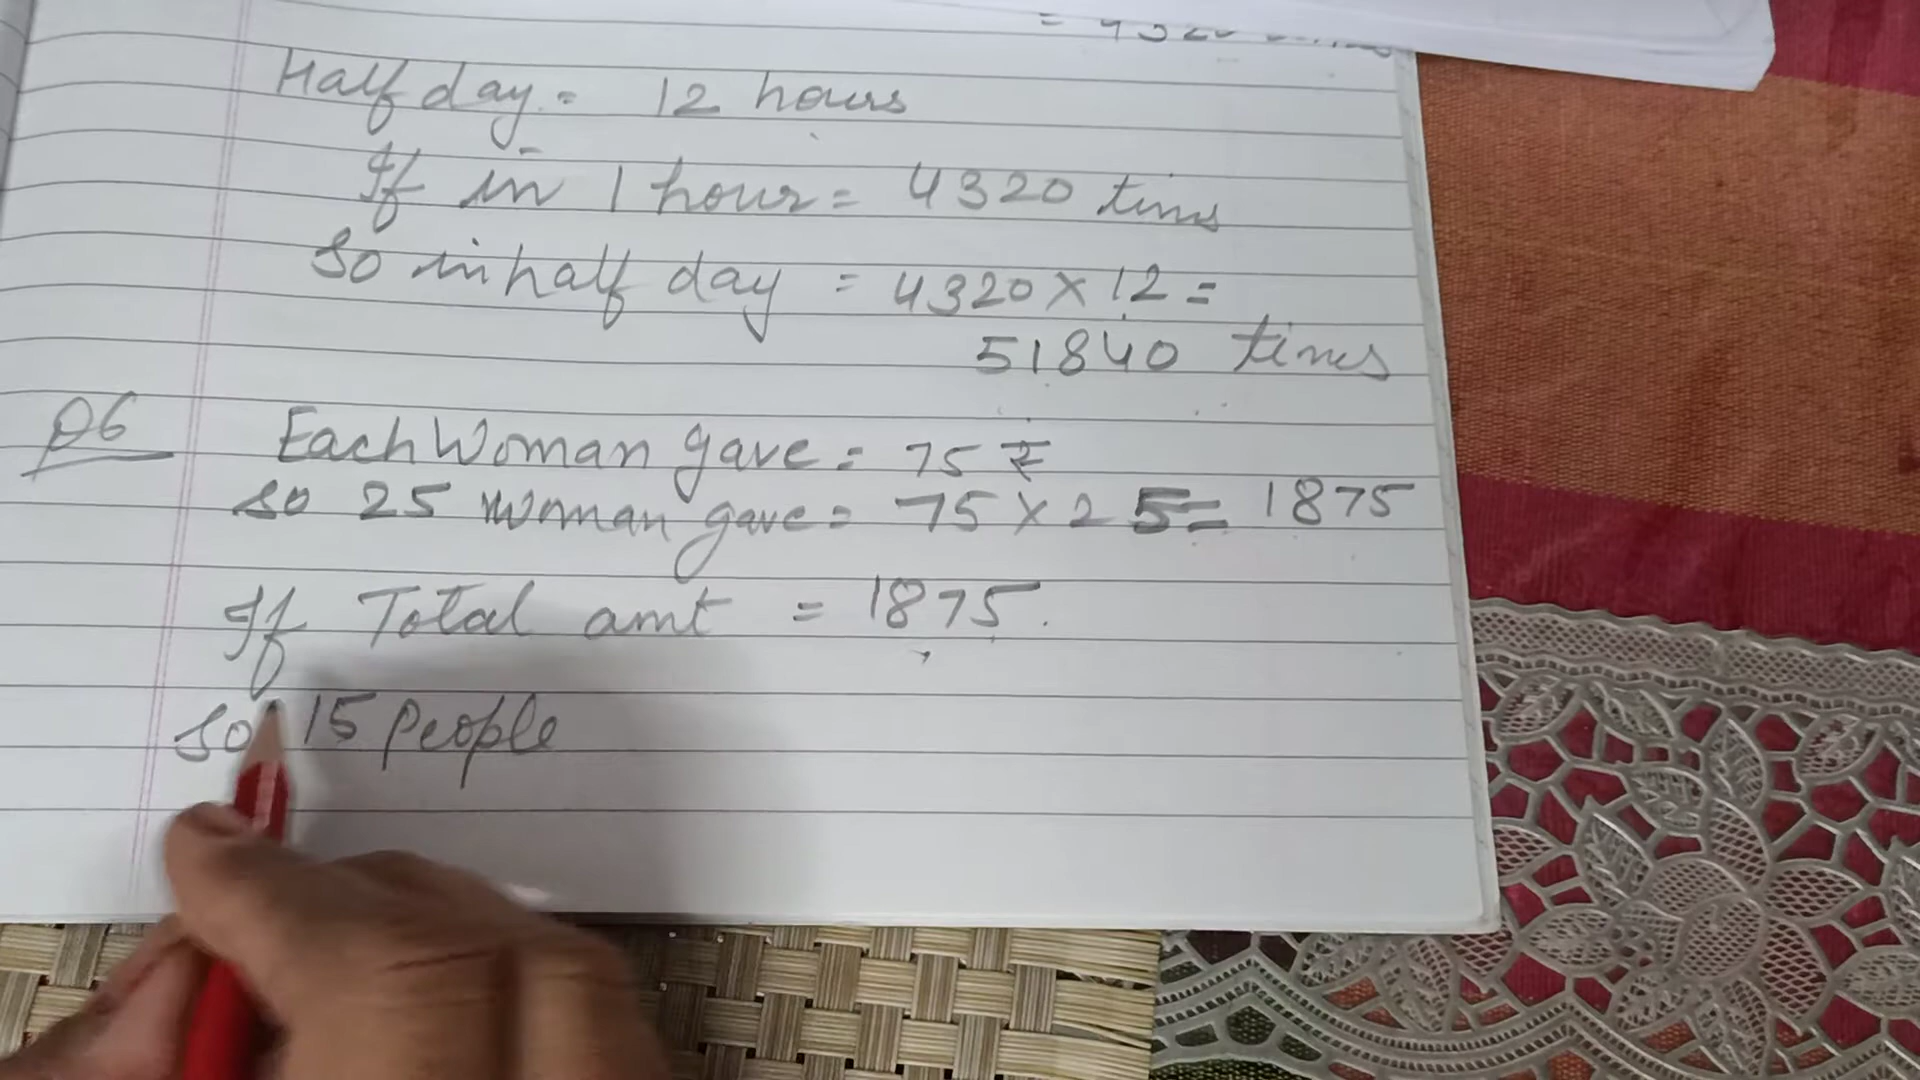 Half day = 12 hours
If in 1 hour = 4320 times
So in half day = 4320 × 12 =
51840 times
Q6 Each Woman gave = 75 ₹
so 25 woman gave = 75 × 25 = 1875
If Total amt = 1875.
So 15 people